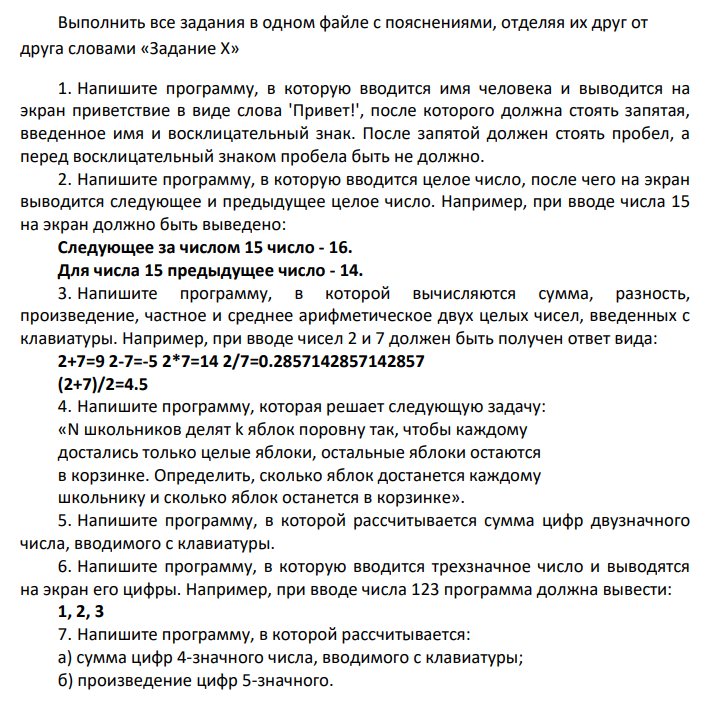 Выполнить все задания в одном файле с пояснениями, отделяя их друг от
друга словами «Задание X»
1. Напишите программу, в которую вводится имя человека и выводится на
экран приветствие в виде слова 'Привет!', после которого должна стоять запятая,
введенное имя и восклицательный знак. После запятой должен стоять пробел, а
перед восклицательный знаком пробела быть не должно.
2. Напишите программу, в которую вводится целое число, после чего на экран
выводится следующее и предыдущее целое число. Например, при вводе числа 15
на экран должно быть выведено:
Следующее за числом 15 число - 16.
Для числа 15 предыдущее число - 14.
3. Напишите программу, в которой вычисляются сумма, разность,
произведение, частное и среднее арифметическое двух целых чисел, введенных с
клавиатуры. Например, при вводе чисел 2 и 7 должен быть получен ответ вида:
2+7=9 2-7=-5 2*7=14 2/7=0.2857142857142857
(2+7)/2=4.5
4. Напишите программу, которая решает следующую задачу:
«N школьников делят k яблок поровну так, чтобы каждому
достались только целые яблоки, остальные яблоки остаются
в корзинке. Определить, сколько яблок достанется каждому
школьнику и сколько яблок останется в корзинке».
5. Напишите программу, в которой рассчитывается сумма цифр двузначного
числа, вводимого с клавиатуры.
6. Напишите программу, в которую вводится трехзначное число и выводятся
на экран его цифры. Например, при вводе числа 123 программа должна вывести:
1, 2, 3
7. Напишите программу, в которой рассчитывается:
а) сумма цифр 4-значного числа, вводимого с клавиатуры;
б) произведение цифр 5-значного.